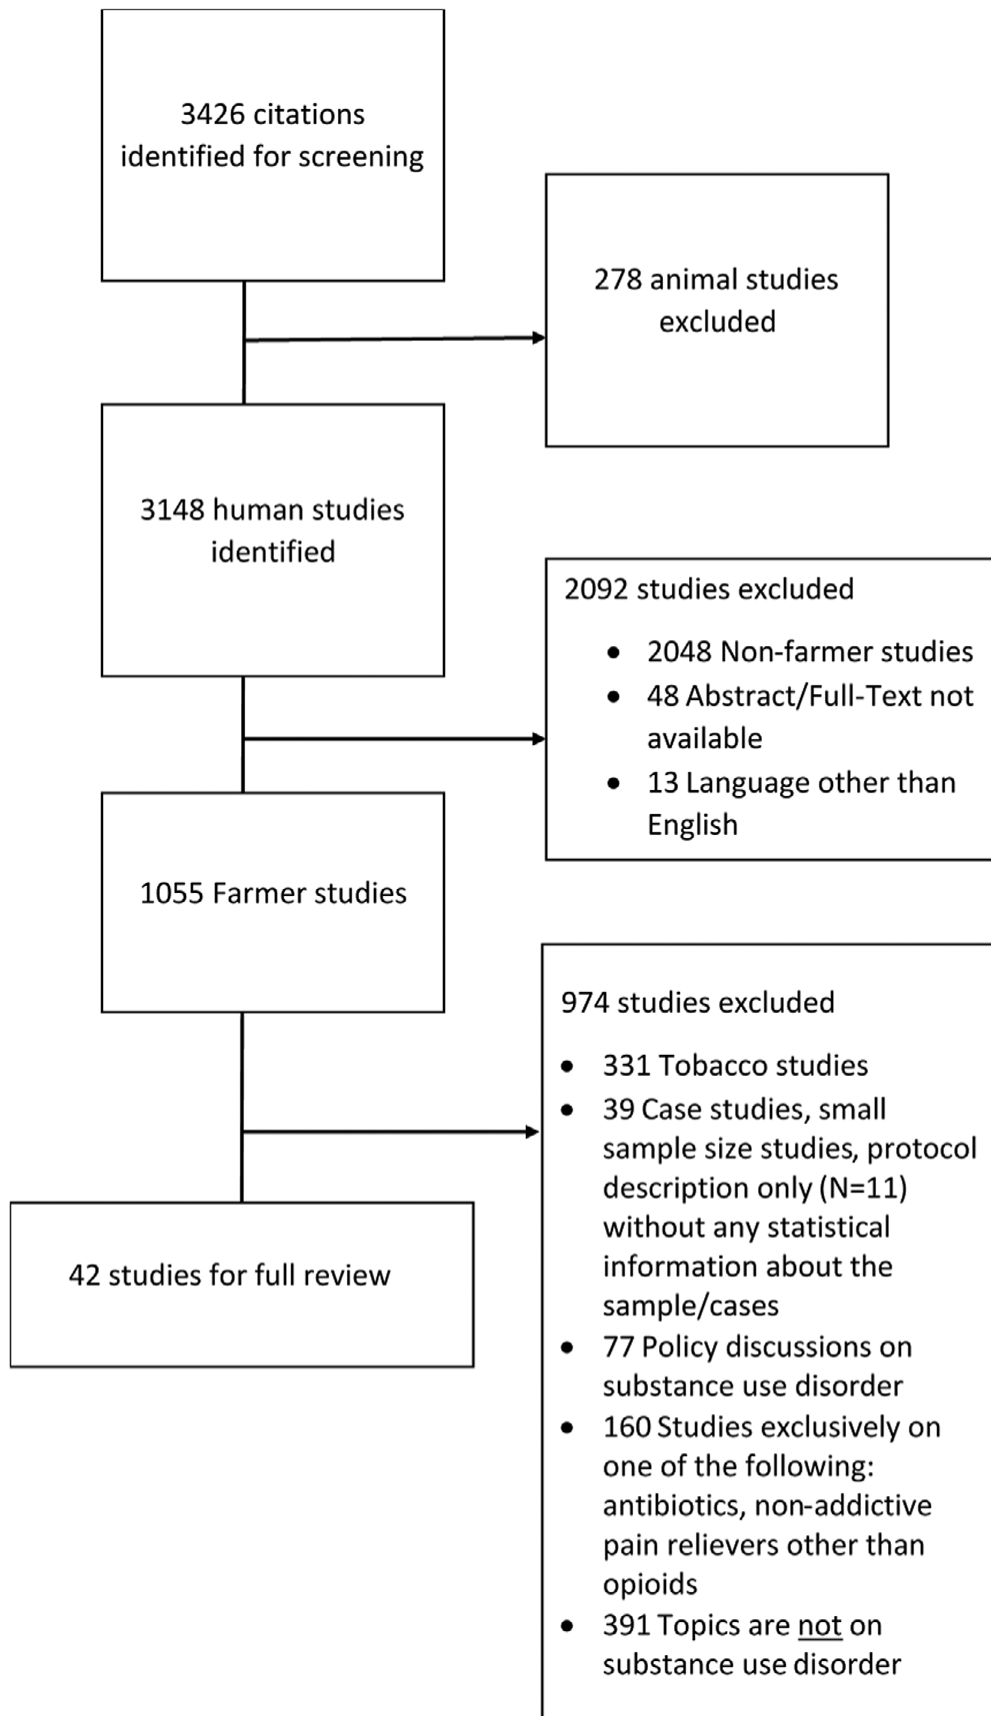 3426 citations
identified for screening
278 animal studies
excluded
3148 human studies
identified
2092 studies excluded
• 2048 Non-farmer studies
• 48 Abstract/Full-Text not
available
• 13 Language other than
English
1055 Farmer studies
974 studies excluded
• 331 Tobacco studies
• 39 Case studies, small
sample size studies, protocol
description only (N=11)
without any statistical
information about the
sample/cases
• 77 Policy discussions on
substance use disorder
• 160 Studies exclusively on
one of the following:
antibiotics, non-addictive
pain relievers other than
opioids
• 391 Topics are not on
substance use disorder
42 studies for full review